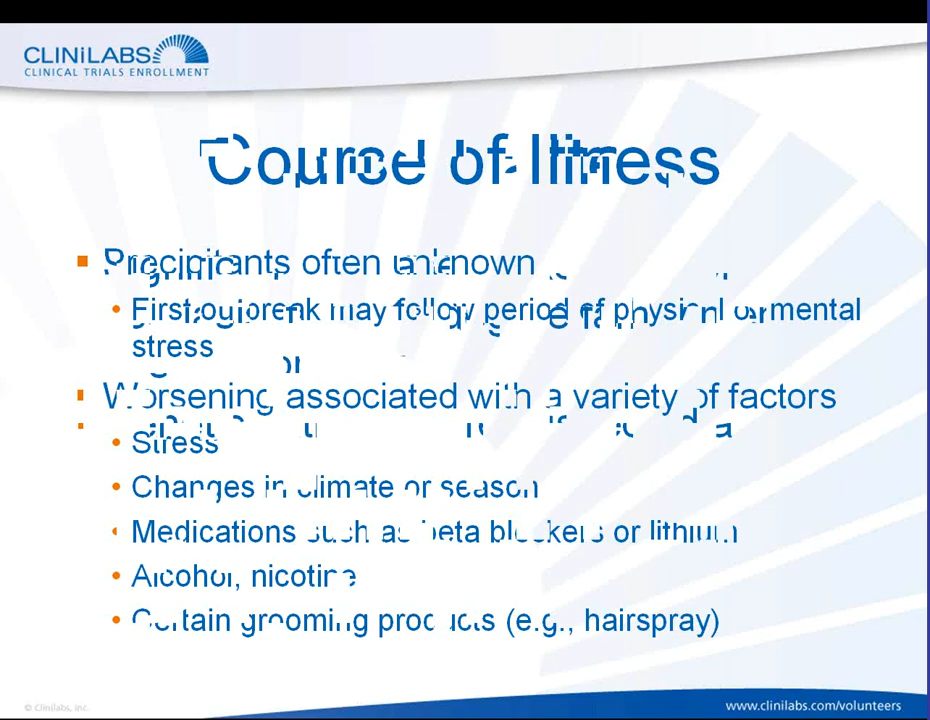 CLINiLABS
CLINICAL TRIALS ENROLLMENT
Course of Illness
Precipitants often unknown
First outbreak may follow period of physical or mental
stress
Worsening associated with a variety of factors
Stress
Changes in climate or season
Medications such as beta blockers or lithium
Alcohol, nicotine
Certain grooming products (e.g., hairspray)
© Clinilabs, Inc.
www.clinilabs.com/volunteers